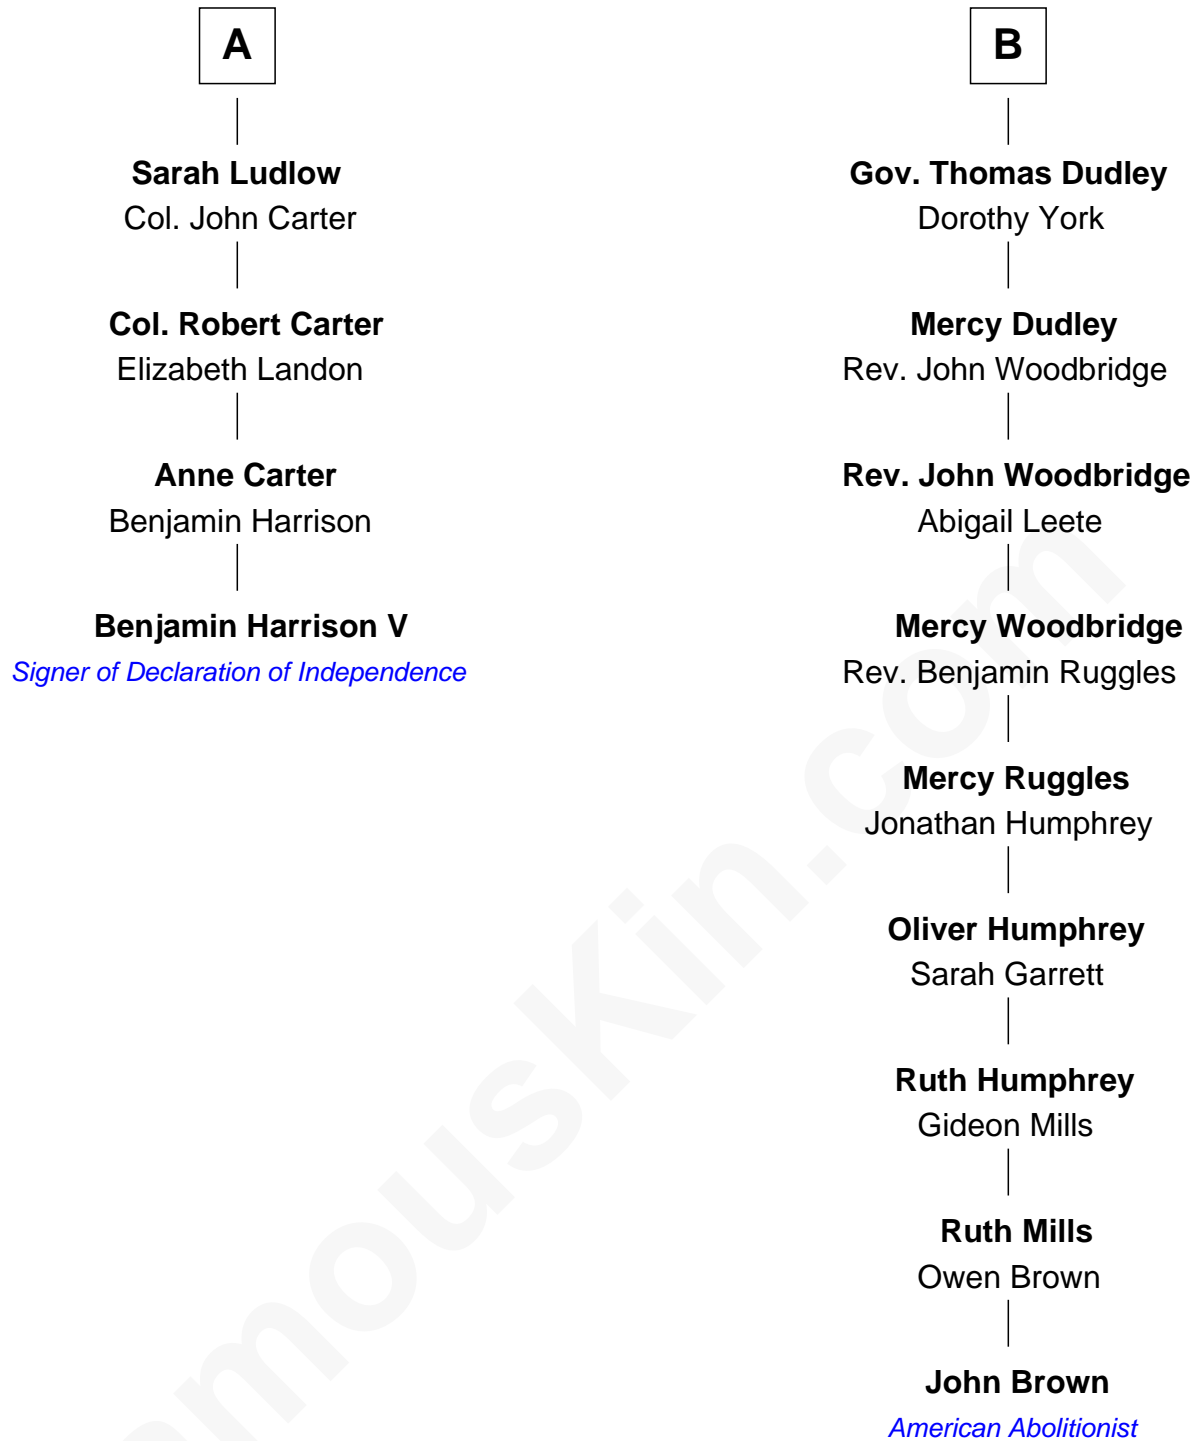 A
Sarah Ludlow
Col. John Carter
Col. Robert Carter
Elizabeth Landon
Anne Carter
Benjamin Harrison
Benjamin Harrison V
Signer of Declaration of Independence
B
Gov. Thomas Dudley
Dorothy York
Mercy Dudley
Rev. John Woodbridge
Rev. John Woodbridge
Abigail Leete
Mercy Woodbridge
Rev. Benjamin Ruggles
Mercy Ruggles
Jonathan Humphrey
Oliver Humphrey
Sarah Garrett
Ruth Humphrey
Gideon Mills
Ruth Mills
Owen Brown
John Brown
American Abolitionist
amousKin.com